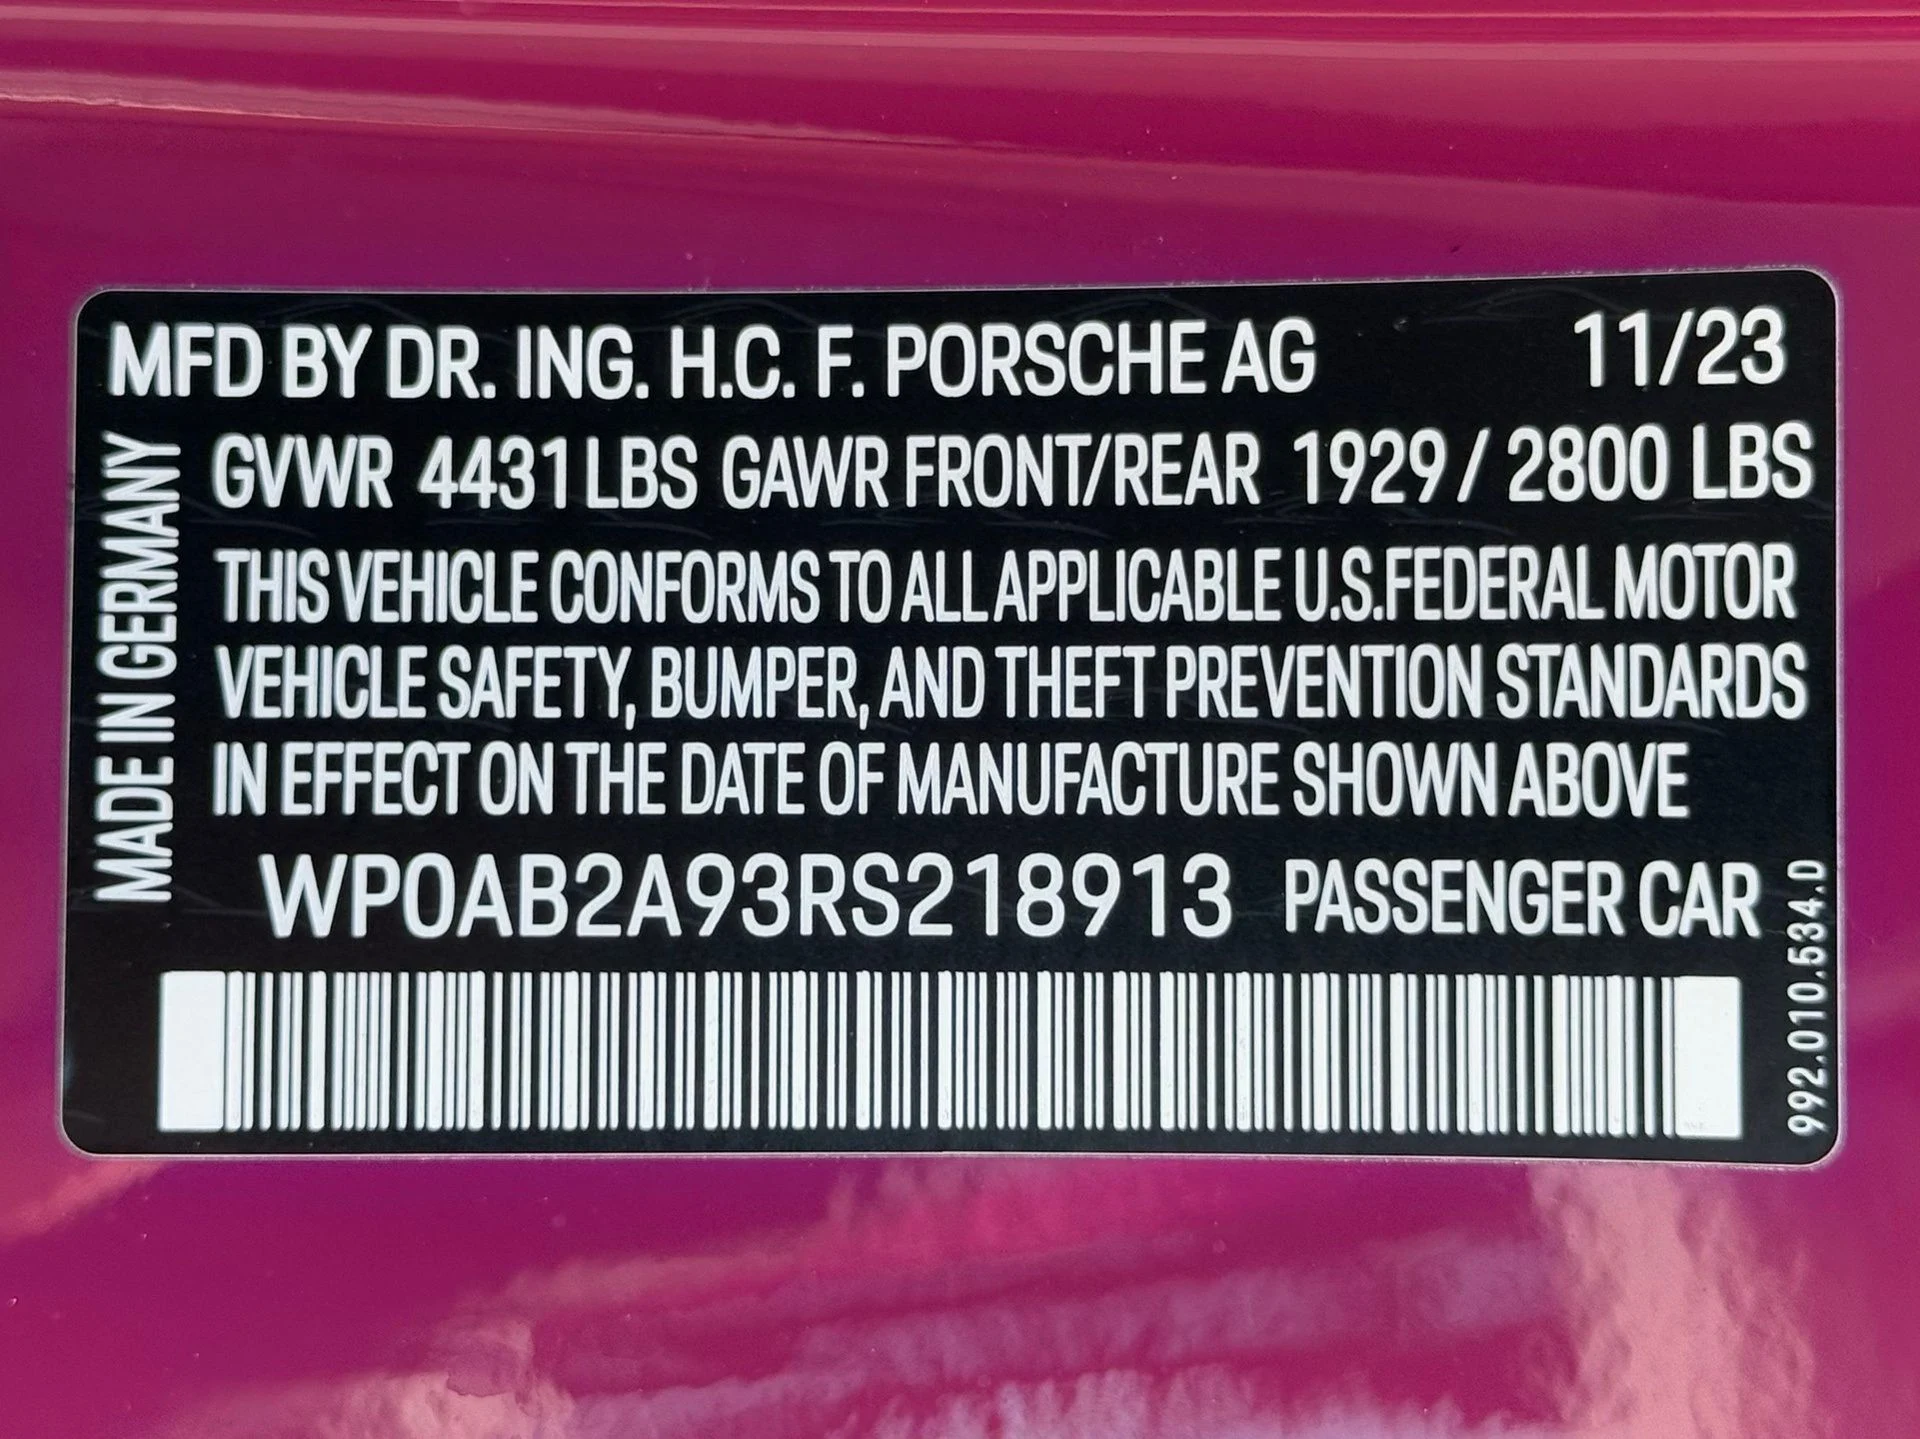 MFD BY DR. ING. H.C. F. PORSCHE AG 11/23
MADE IN GERMANY
GVWR 4431 LBS GAWR FRONT/REAR 1929 / 2800 LBS
THIS VEHICLE CONFORMS TO ALL APPLICABLE U.S.FEDERAL MOTOR
VEHICLE SAFETY, BUMPER, AND THEFT PREVENTION STANDARDS
IN EFFECT ON THE DATE OF MANUFACTURE SHOWN ABOVE
WP0AB2A93RS218913 PASSENGER CAR
992.010.534.D